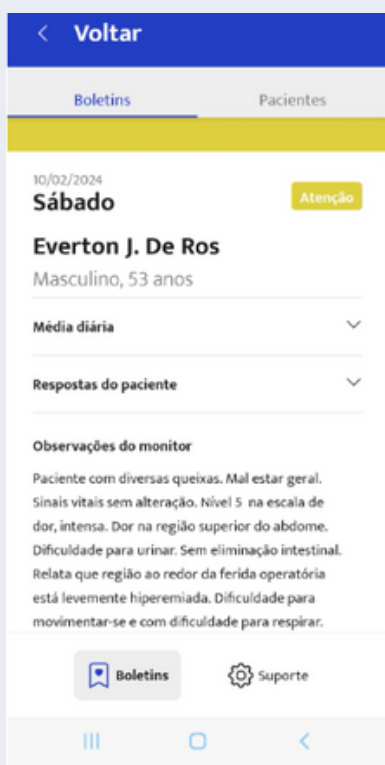 Voltar
Boletins Pacientes
10/02/2024
Sábado
Atenção
Everton J. De Ros
Masculino, 53 anos
Média diária
Respostas do paciente
Observações do monitor
Paciente com diversas queixas. Mal estar geral.
Sinais vitais sem alteração. Nível 5 na escala de
dor, intensa. Dor na região superior do abdome.
Dificuldade para urinar. Sem eliminação intestinal.
Relata que região ao redor da ferida operatória
está levemente hiperemiada. Dificuldade para
movimentar-se e com dificuldade para respirar.
Boletins Suporte